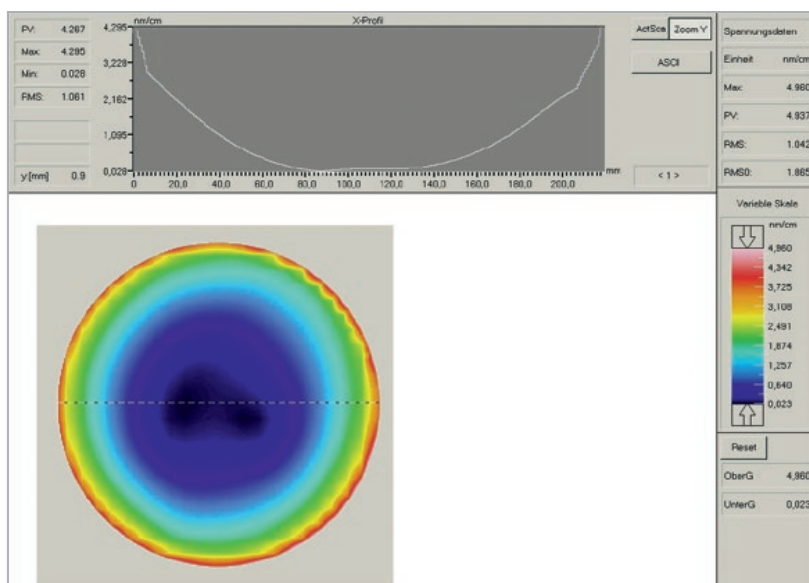 X-Profil
PV: 4.267
Max: 4.295
Min: 0.028
RMS: 1.061
y:[mm] 0.9
nm/cm
4,295
3,228
2,162
1,095
0,028
20,0 40,0 60,0 80,0 100,0 120,0 140,0 160,0 180,0 200,0
mm
ActSca Zoom Y
ASCII
< 1 >
Spannungsdaten
Einheit nm/cm
Max: 4.960
PV: 4.937
RMS: 1.042
RMS0: 1.865
Variable Skale
nm/cm
4,960
4,342
3,725
3,108
2,491
1,874
1,257
0,640
0,023
Reset
OberG 4,960
UnterG 0,023